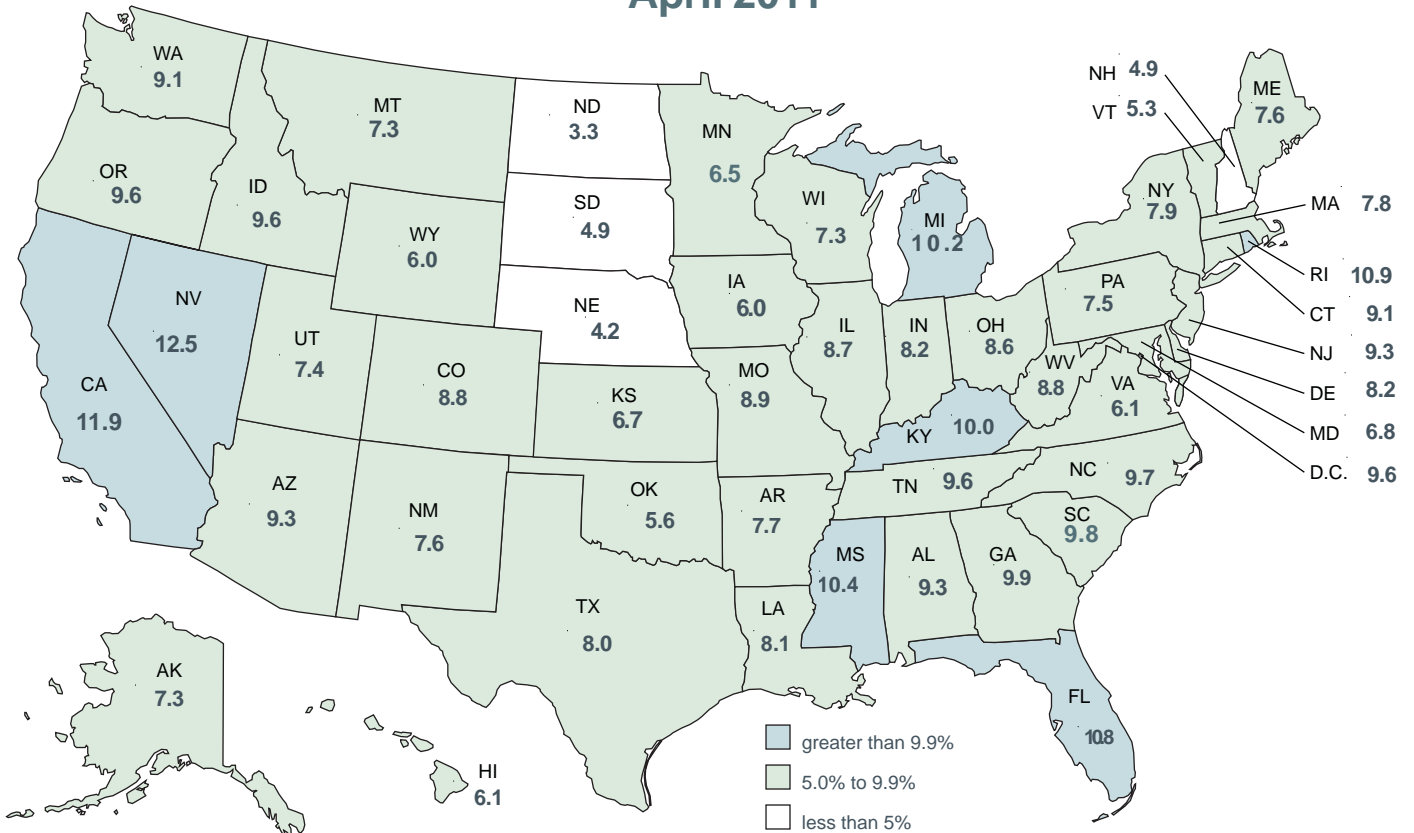 April 2011
WA
9.1
OR
9.6
CA
11.9
NV
12.5
ID
9.6
MT
7.3
WY
6.0
UT
7.4
CO
8.8
AZ
9.3
NM
7.6
ND
3.3
SD
4.9
NE
4.2
KS
6.7
OK
5.6
TX
8.0
MN
6.5
IA
6.0
MO
8.9
AR
7.7
LA
8.1
WI
7.3
IL
8.7
MI
10.2
IN
8.2
OH
8.6
KY 10.0
TN 9.6
MS
10.4
AL
9.3
GA
9.9
FL
10.8
SC
9.8
NC 9.7
VA
6.1
WV
8.8
PA
7.5
NY
7.9
NH 4.9
VT 5.3
ME
7.6
MA 7.8
RI 10.9
CT 9.1
NJ 9.3
DE 8.2
MD 6.8
D.C. 9.6
AK
7.3
HI
6.1
greater than 9.9%
5.0% to 9.9%
less than 5%